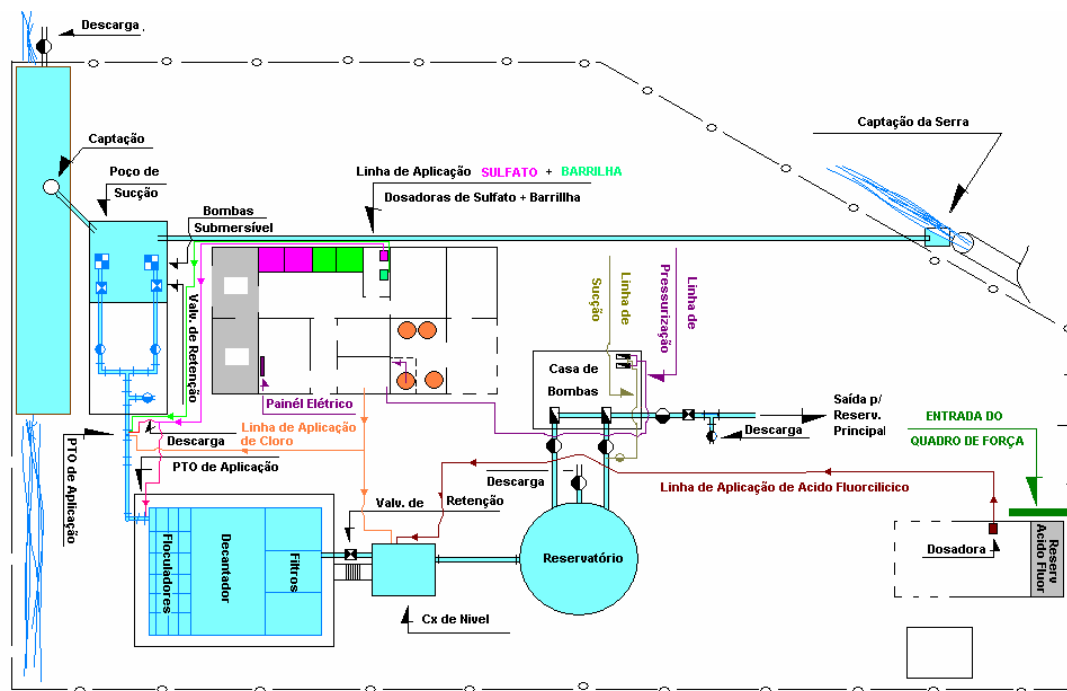 Descarga
Captação da Serra
Captação
Poço de
Sucção
Linha de Aplicação SULFATO + BARRILHA
Dosadoras de Sulfato + Barrillha
Bombas
Submersível
Valv. de Retenção
Linha de
Sucção
Linha de
Pressurização
Casa de
Bombas
Painél Elétrico
Saída p/
Reserv.
Principal
ENTRADA DO
QUADRO DE FORÇA
Descarga
Linha de Aplicação
de Cloro
Descarga
PTO de Aplicação
PTO de Aplicação
Descarga
Linha de Aplicação de Acido Fluorcilicico
Valv. de
Retenção
Dosadora
Reserv
Acido Fluor
Floculadores
Decantador
Filtros
Reservatório
Cx de Nivel